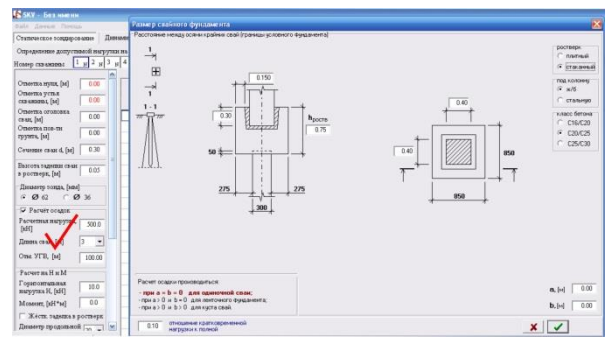 SKY - Без имени
Файл Данные Помощь
Статическое зондирование
Определение допустимой нагрузки на
Номер скважины 1 2 3 4
Отметка нуля, [м] 0.00
Отметка устья скважины, [м] 0.00
Отметка оголовка сваи, [м] 0.00
Отметка пов-ти грунта, [м] 0.00
Сечение сваи d, [м] 0.30
Высота заделки сваи в ростверк, [м] 0.05
Диаметр зонда, [мм]
Ø 62 Ø 36
Расчёт осадок
Расчетная нагрузка, [кН] 500.0
Длина сваи, [м] 3
Отм. УГВ, [м] 100.00
Расчет на H и M
Горизонтальная нагрузка H, [кН] 10.0
Момент, [кН*м] 0.0
Жёстк. заделка в ростверк
Диаметр продольной
Размер свайного фундамента
Расстояние между осями крайних свай (границы условного фундамента)
1
1
1 - 1
0.150
0.30
hроств.
0.75
50
275
275
300
0.40
0.40
850
850
ростверк
плитный
стаканный
под колонну
ж/б
стальную
класс бетона
C16/C20
C20/C25
C25/C30
Расчет осадки производиться:
- при a = b = 0 для одиночной сваи;
- при a > 0 и b = 0 для ленточного фундамента;
- при a > 0 и b > 0 для куста свай.
a, [м] 0.00
b, [м] 0.00
0.18 отношение кратковременной нагрузки к полной